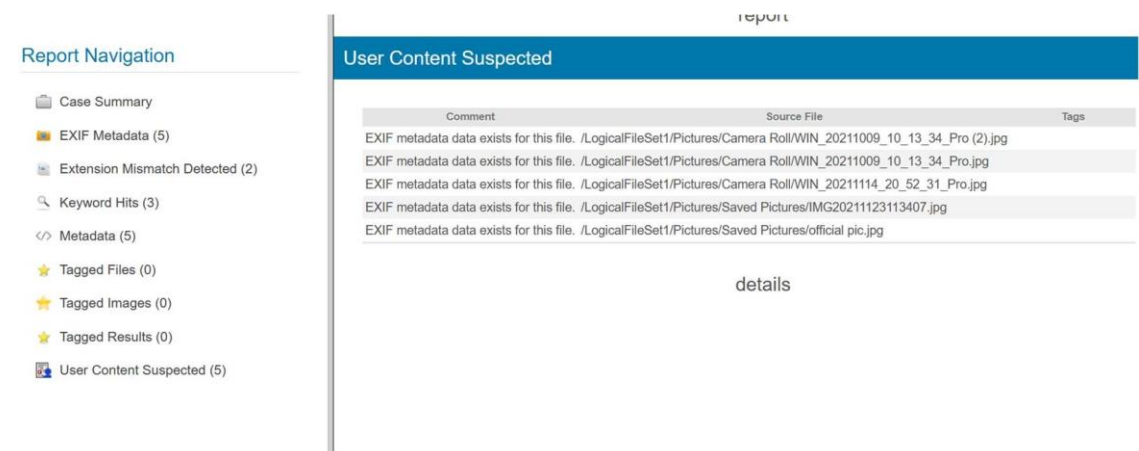 report
Report Navigation
User Content Suspected
Case Summary
EXIF Metadata (5)
Extension Mismatch Detected (2)
Keyword Hits (3)
Metadata (5)
Tagged Files (0)
Tagged Images (0)
Tagged Results (0)
User Content Suspected (5)
Comment Source File Tags
EXIF metadata data exists for this file. /LogicalFileSet1/Pictures/Camera Roll/WIN_20211009_10_13_34_Pro (2).jpg
EXIF metadata data exists for this file. /LogicalFileSet1/Pictures/Camera Roll/WIN_20211009_10_13_34_Pro.jpg
EXIF metadata data exists for this file. /LogicalFileSet1/Pictures/Camera Roll/WIN_20211114_20_52_31_Pro.jpg
EXIF metadata data exists for this file. /LogicalFileSet1/Pictures/Saved Pictures/IMG20211123113407.jpg
EXIF metadata data exists for this file. /LogicalFileSet1/Pictures/Saved Pictures/official pic.jpg
details